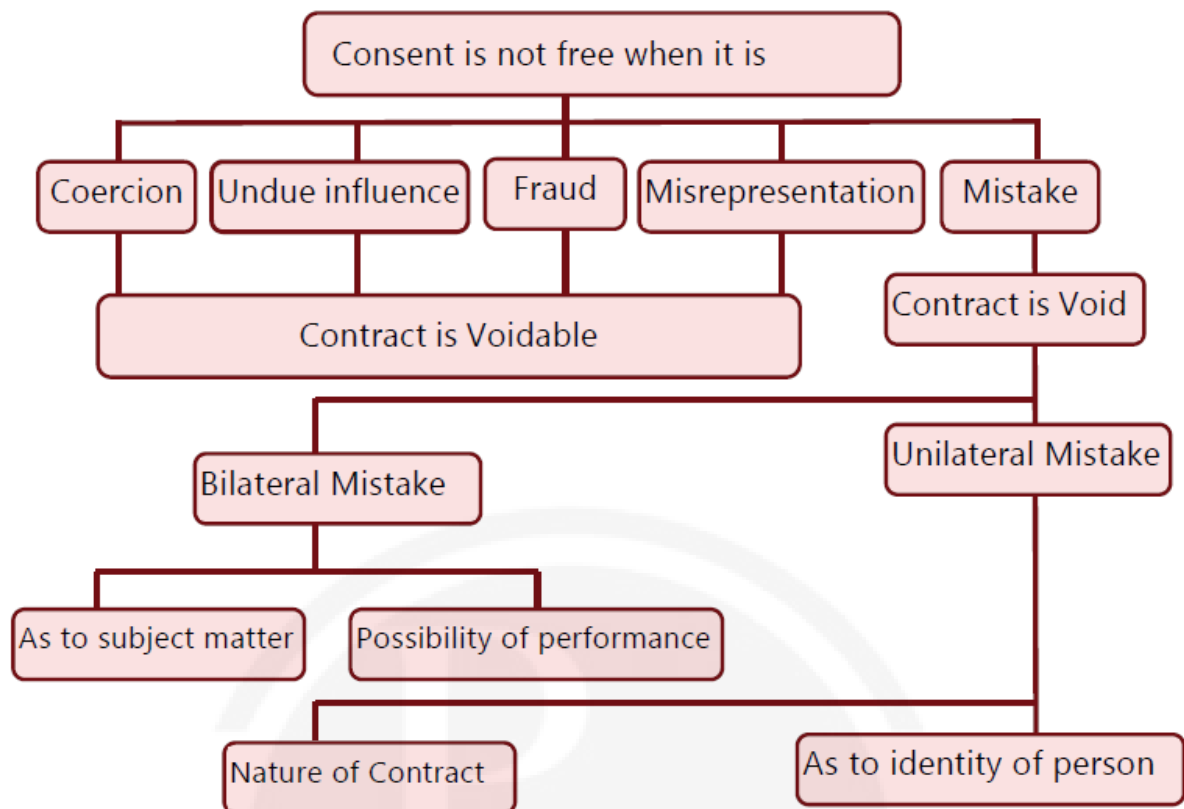 Consent is not free when it is
Coercion
Undue influence
Fraud
Misrepresentation
Mistake
Contract is Voidable
Contract is Void
Bilateral Mistake
Unilateral Mistake
As to subject matter
Possibility of performance
Nature of Contract
As to identity of person